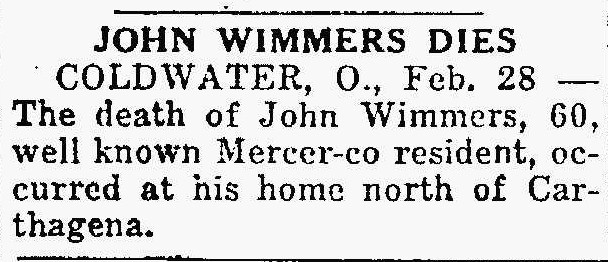 JOHN WIMMERS DIES
COLDWATER, O., Feb. 28 —
The death of John Wimmers, 60,
well known Mercer-co resident, oc-
curred at his home north of Car-
thagena.